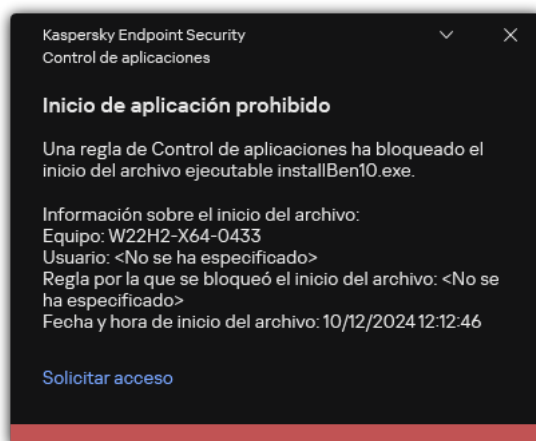 Kaspersky Endpoint Security
Control de aplicaciones
Inicio de aplicación prohibido
Una regla de Control de aplicaciones ha bloqueado el
inicio del archivo ejecutable installBen10.exe.
Información sobre el inicio del archivo:
Equipo: W22H2-X64-0433
Usuario: <No se ha especificado>
Regla por la que se bloqueó el inicio del archivo: <No se
ha especificado>
Fecha y hora de inicio del archivo: 10/12/2024 12:12:46
Solicitar acceso